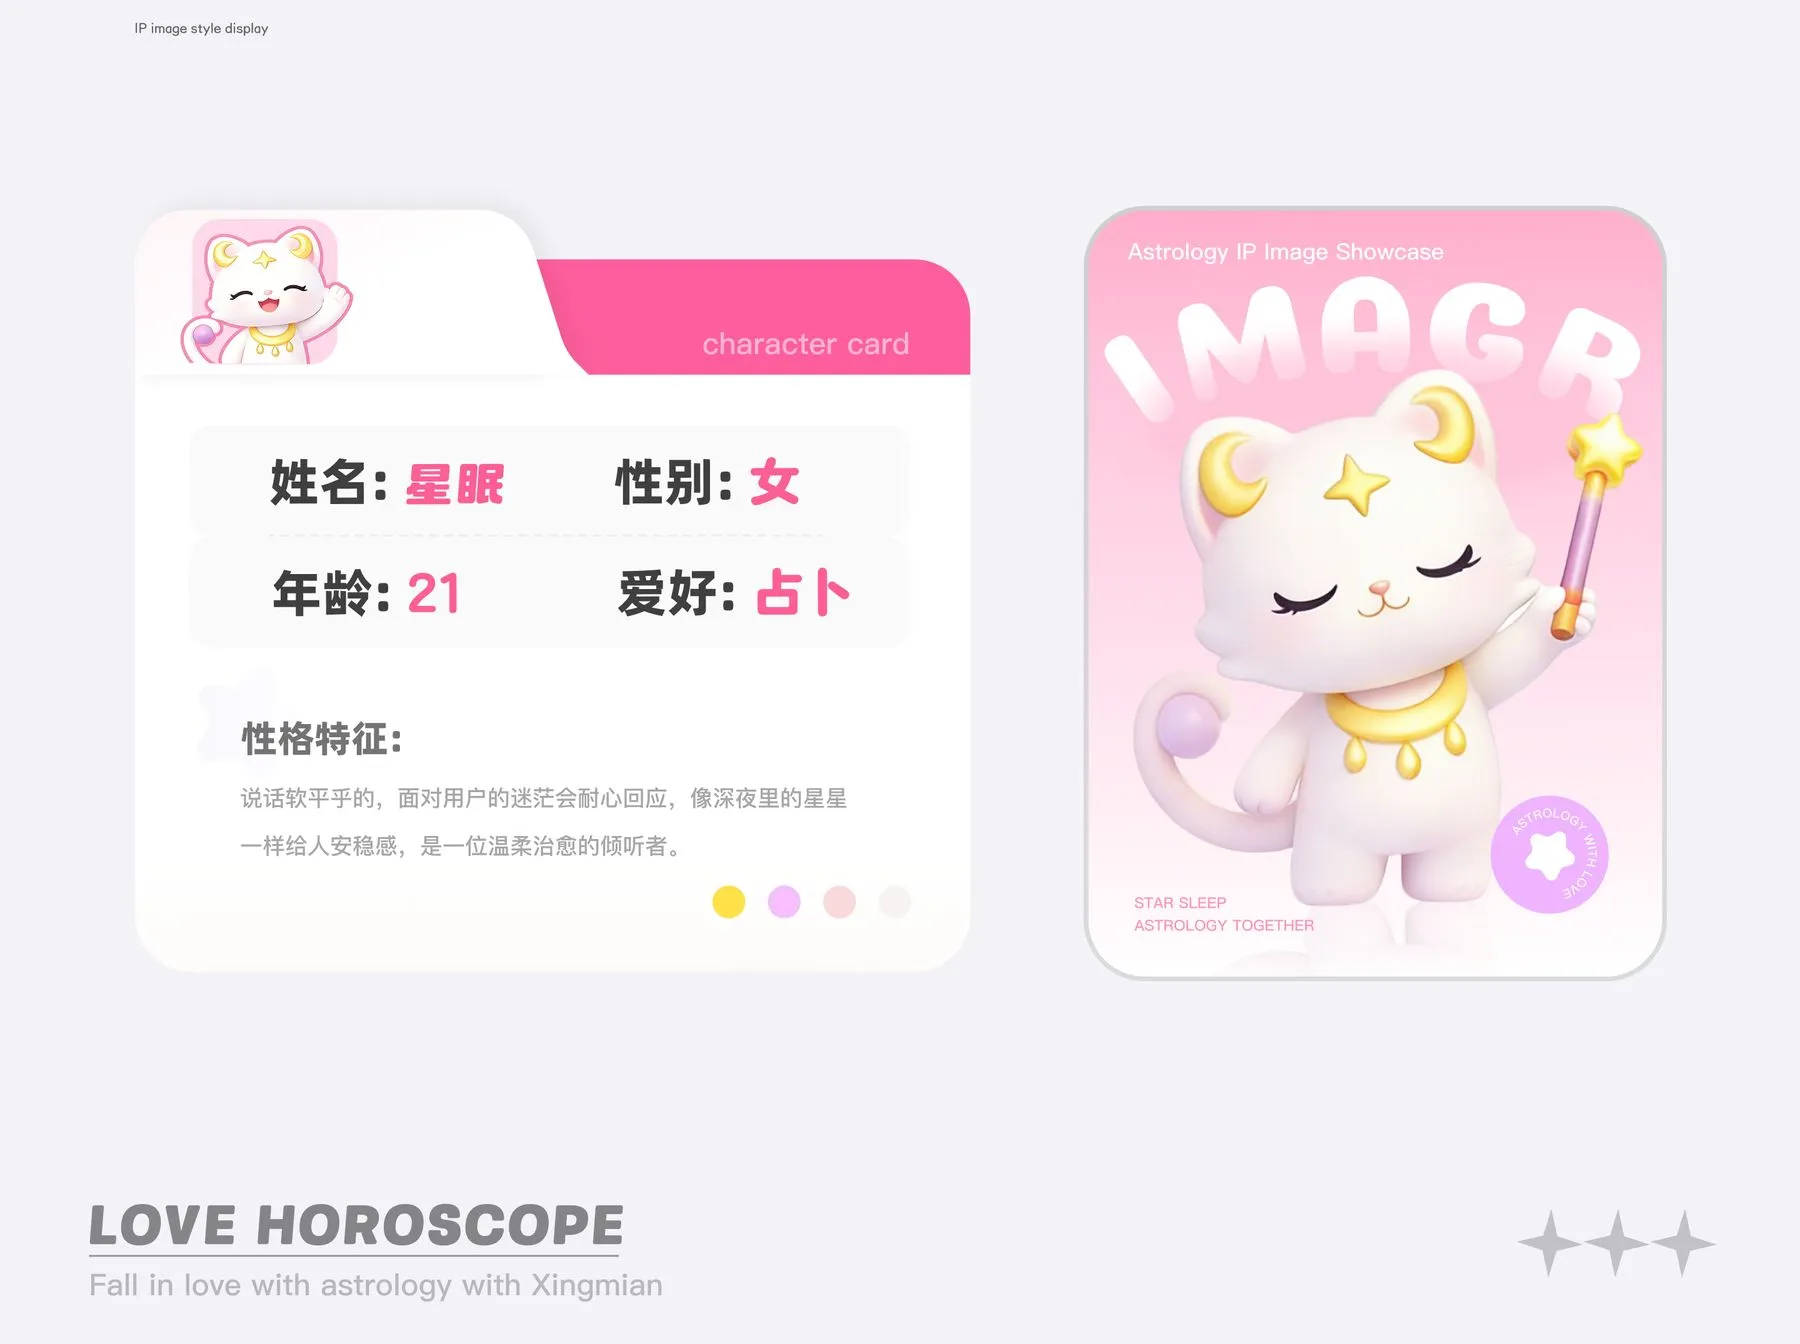 IP image style display
character card
姓名: 星眠
性别: 女
年龄: 21
爱好: 占卜
性格特征:
说话软平乎的，面对用户的迷茫会耐心回应，像深夜里的星星
一样给人安稳感，是一位温柔治愈的倾听者。
Astrology IP Image Showcase
IMAGR
ASTROLOGY WITH LOVE
STAR SLEEP
ASTROLOGY TOGETHER
LOVE HOROSCOPE
Fall in love with astrology with Xingmian